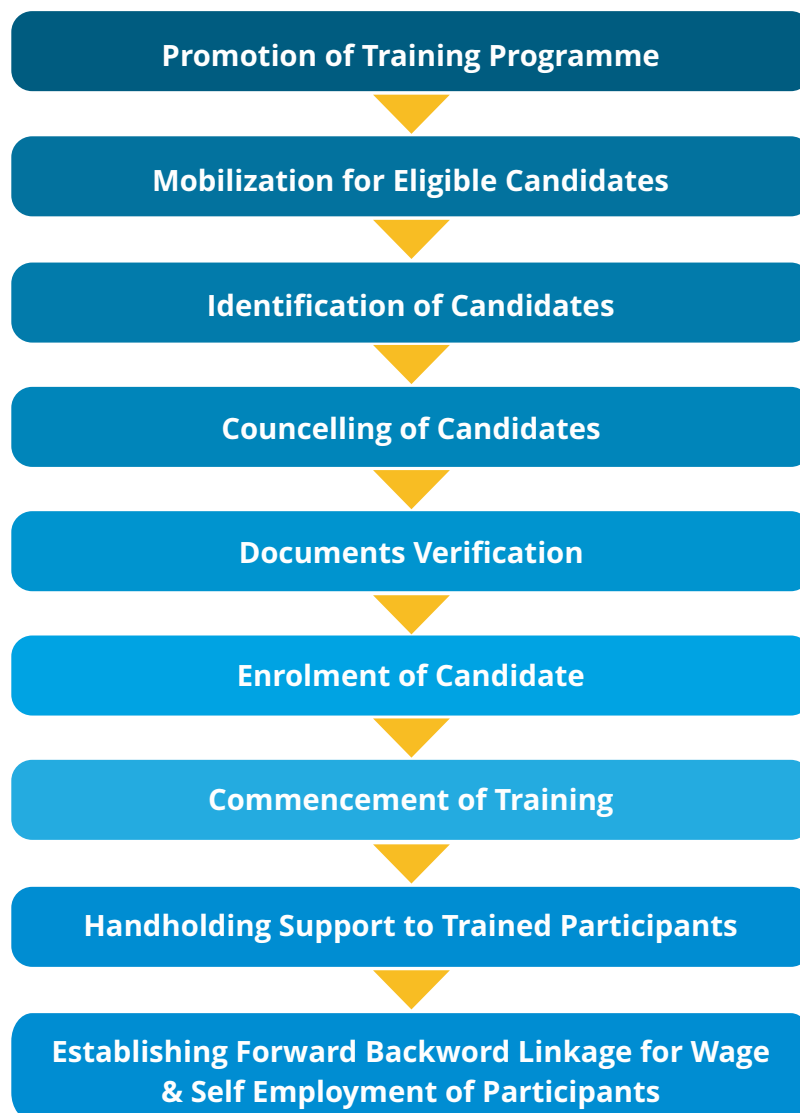 Promotion of Training Programme
Mobilization for Eligible Candidates
Identification of Candidates
Councelling of Candidates
Documents Verification
Enrolment of Candidate
Commencement of Training
Handholding Support to Trained Participants
Establishing Forward Backword Linkage for Wage
& Self Employment of Participants